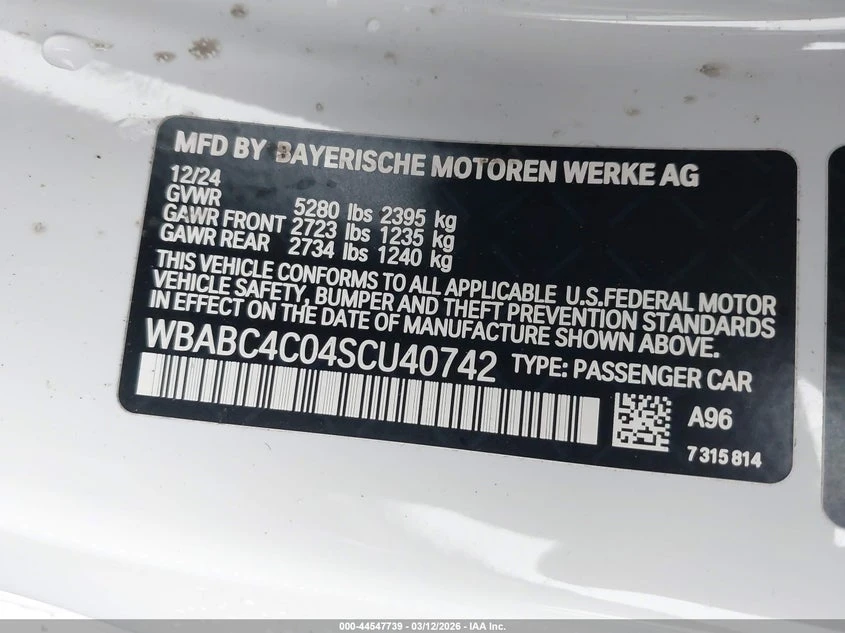 MFD BY BAYERISCHE MOTOREN WERKE AG
12/24
GVWR 5280 lbs 2395 kg
GAWR FRONT 2723 lbs 1235 kg
GAWR REAR 2734 lbs 1240 kg
THIS VEHICLE CONFORMS TO ALL APPLICABLE U.S.FEDERAL MOTOR
VEHICLE SAFETY, BUMPER AND THEFT PREVENTION STANDARDS
IN EFFECT ON THE DATE OF MANUFACTURE SHOWN ABOVE.
WBABC4C04SCU40742 TYPE: PASSENGER CAR
A96
7315814
000-44547739 - 03/12/2026 - IAA Inc.